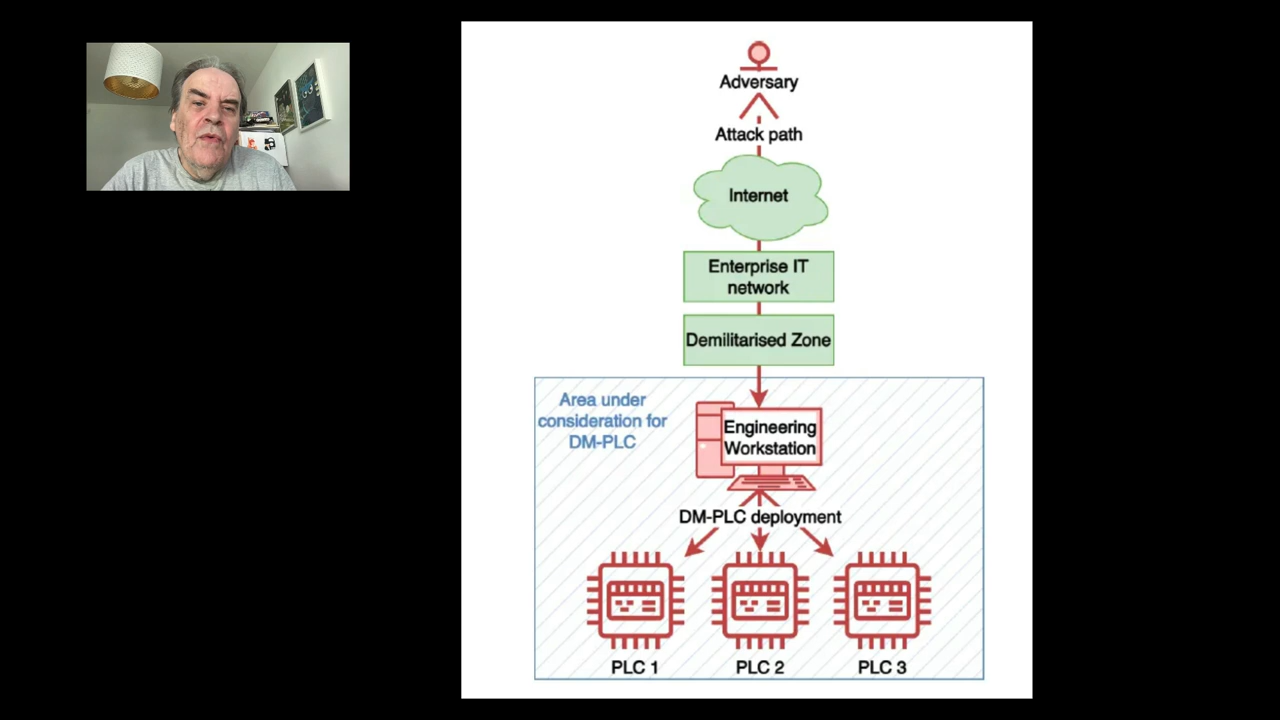 Adversary
Attack path
Internet
Enterprise IT
network
Demilitarised Zone
Area under
consideration for
DM-PLC
Engineering
Workstation
DM-PLC deployment
PLC 1
PLC 2
PLC 3